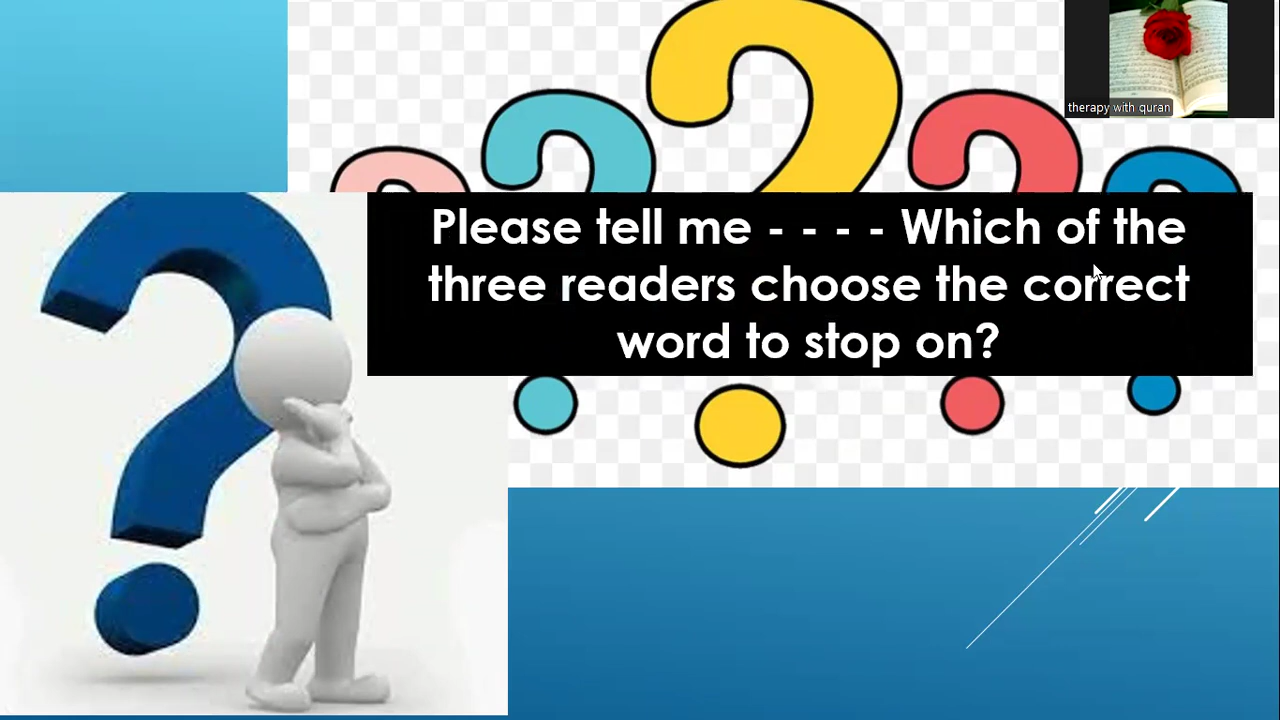 therapy with quran
Please tell me - - - - Which of the
three readers choose the correct
word to stop on?